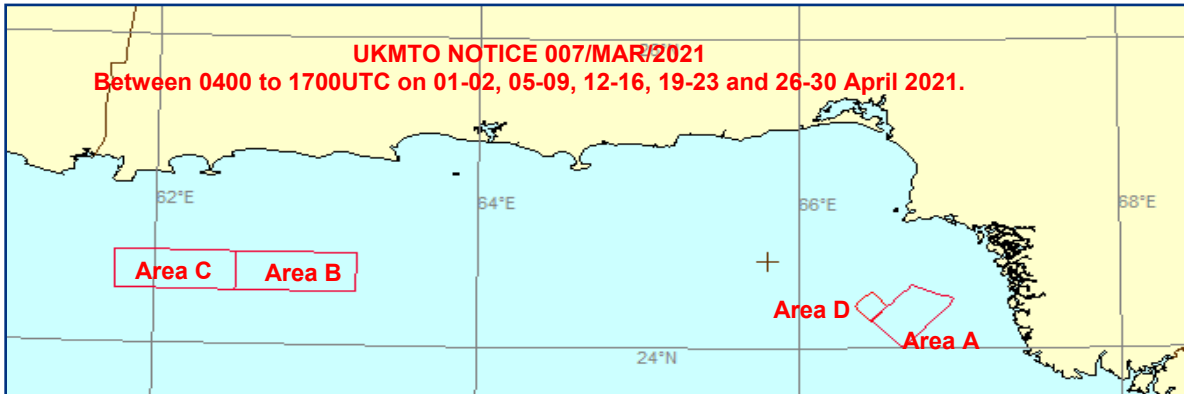 UKMTO NOTICE 007/MAR/2021
Between 0400 to 1700UTC on 01-02, 05-09, 12-16, 19-23 and 26-30 April 2021.
62°E
64°E
66°E
68°E
Area C
Area B
Area D
Area A
24°N